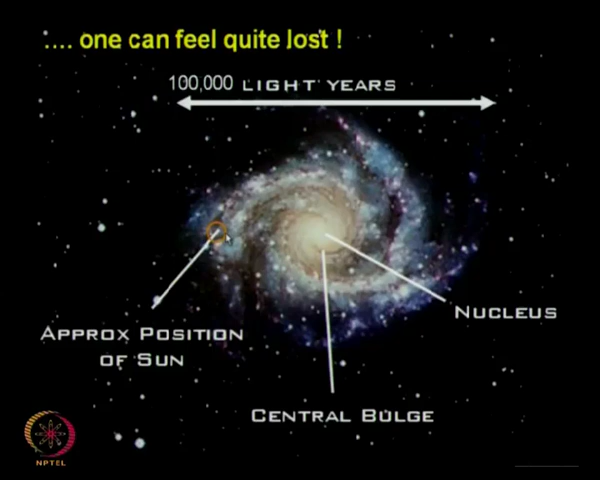 .... one can feel quite lost !
100,000 LIGHT YEARS
NUCLEUS
APPROX POSITION
OF SUN
CENTRAL BULGE
NPTEL